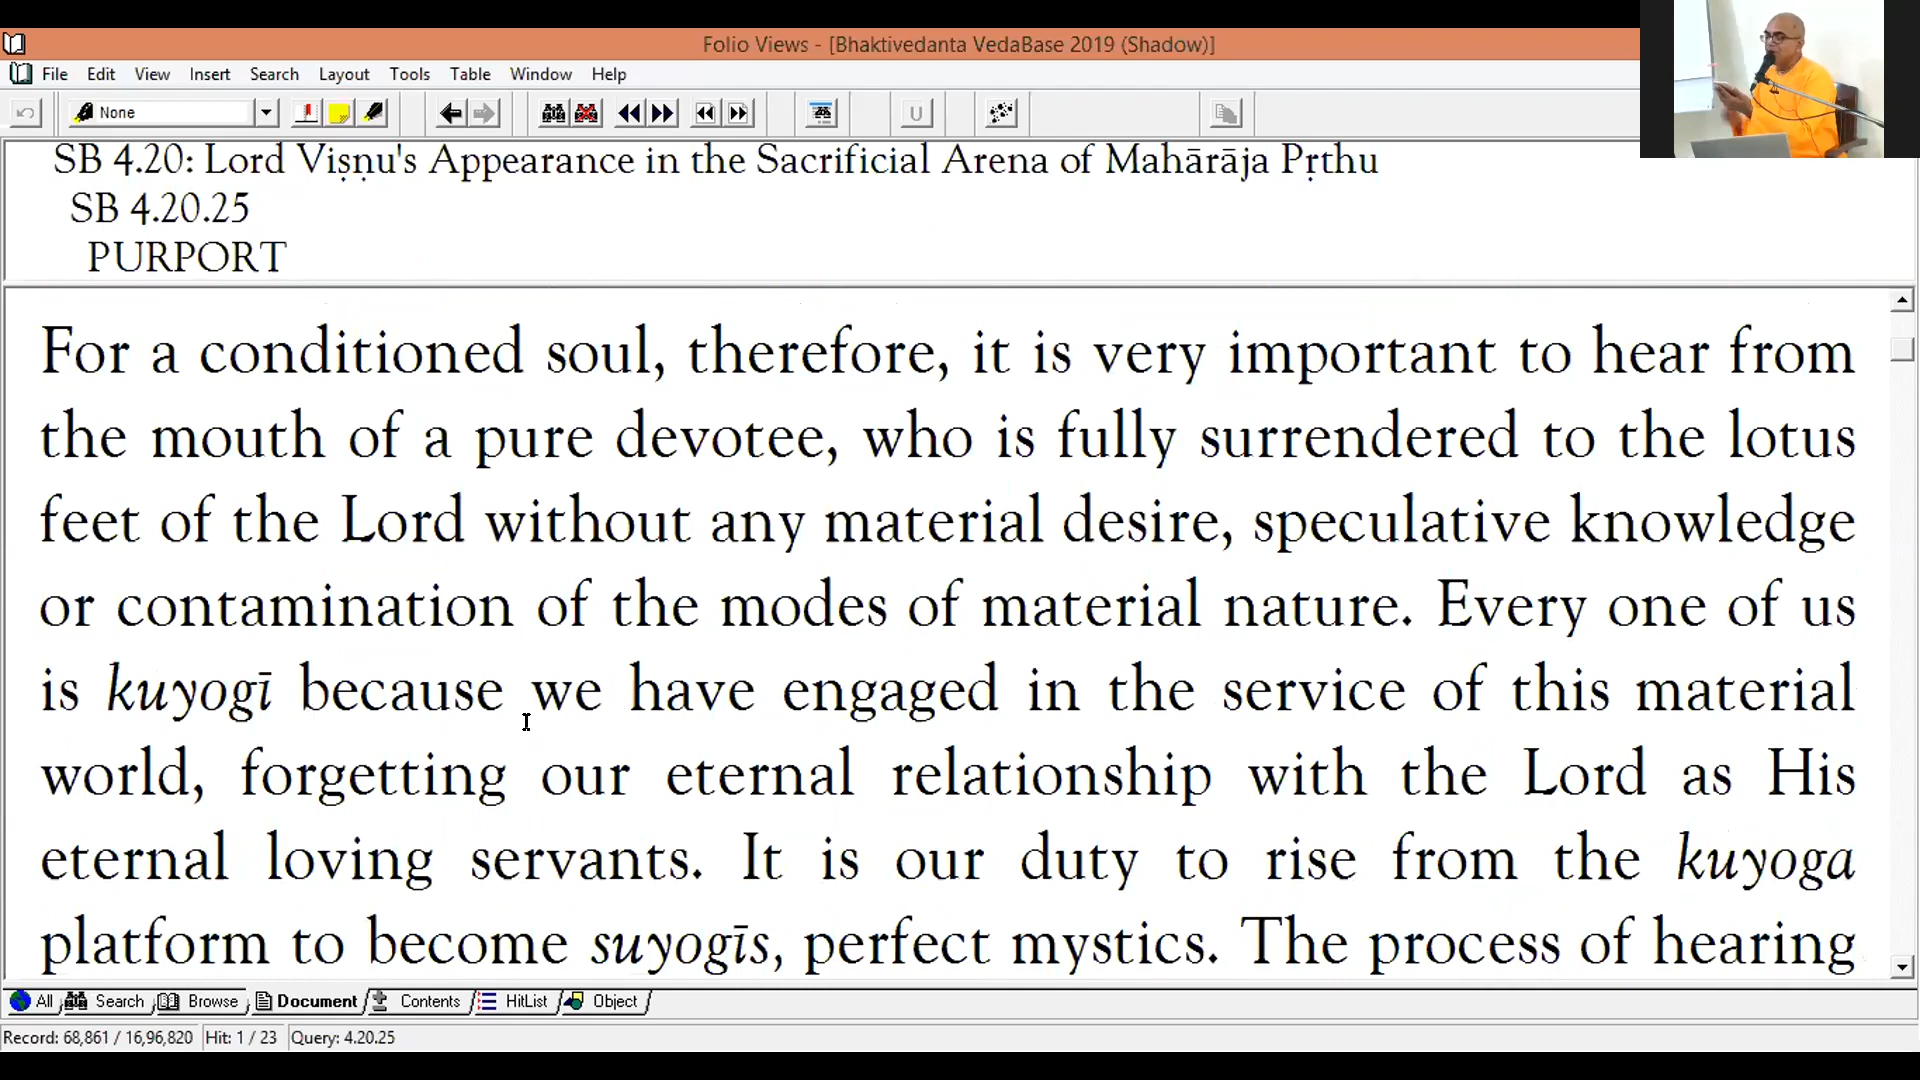 Folio Views - [Bhaktivedanta VedaBase 2019 (Shadow)]
File Edit View Insert Search Layout Tools Table Window Help
None
U
SB 4.20: Lord Viṣṇu's Appearance in the Sacrificial Arena of Mahārāja Pṛthu
SB 4.20.25
PURPORT
For a conditioned soul, therefore, it is very important to hear from
the mouth of a pure devotee, who is fully surrendered to the lotus
feet of the Lord without any material desire, speculative knowledge
or contamination of the modes of material nature. Every one of us
is kuyogī because we have engaged in the service of this material
world, forgetting our eternal relationship with the Lord as His
eternal loving servants. It is our duty to rise from the kuyoga
platform to become suyogīs, perfect mystics. The process of hearing
All Search Browse Document Contents HitList Object
Record: 68,861 / 16,96,820 Hit: 1 / 23 Query: 4.20.25